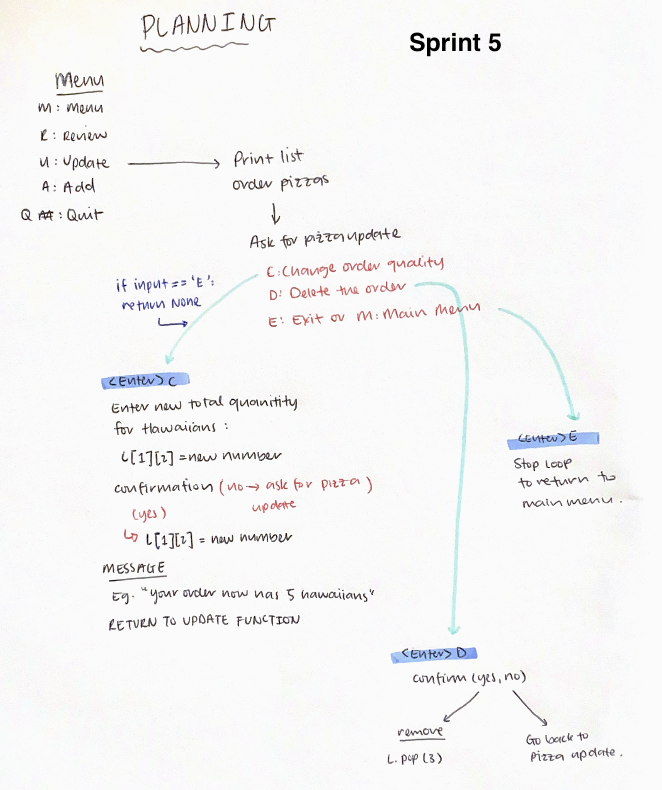 PLANNING
Sprint 5
Menu
M: Menu
R: Review
U: Update
A: Add
Q: Quit
Print list
order pizzas
Ask for pizza update
C: Change order quality
D: Delete the order
E: Exit or M: Main menu
if input == 'E':
return None
<Enter> C
Enter new total quanitity
for Hawaiians:
L[1][2] = new number
confirmation (no → ask for pizza)
(yes) update
L[1][2] = new number
MESSAGE
Eg. "your order now has 5 hawaiians"
RETURN TO UPDATE FUNCTION
<Enter> E
Stop loop
to return to
main menu.
<Enter> D
confirm (yes, no)
remove
L.pop(3)
Go back to
Pizza update.